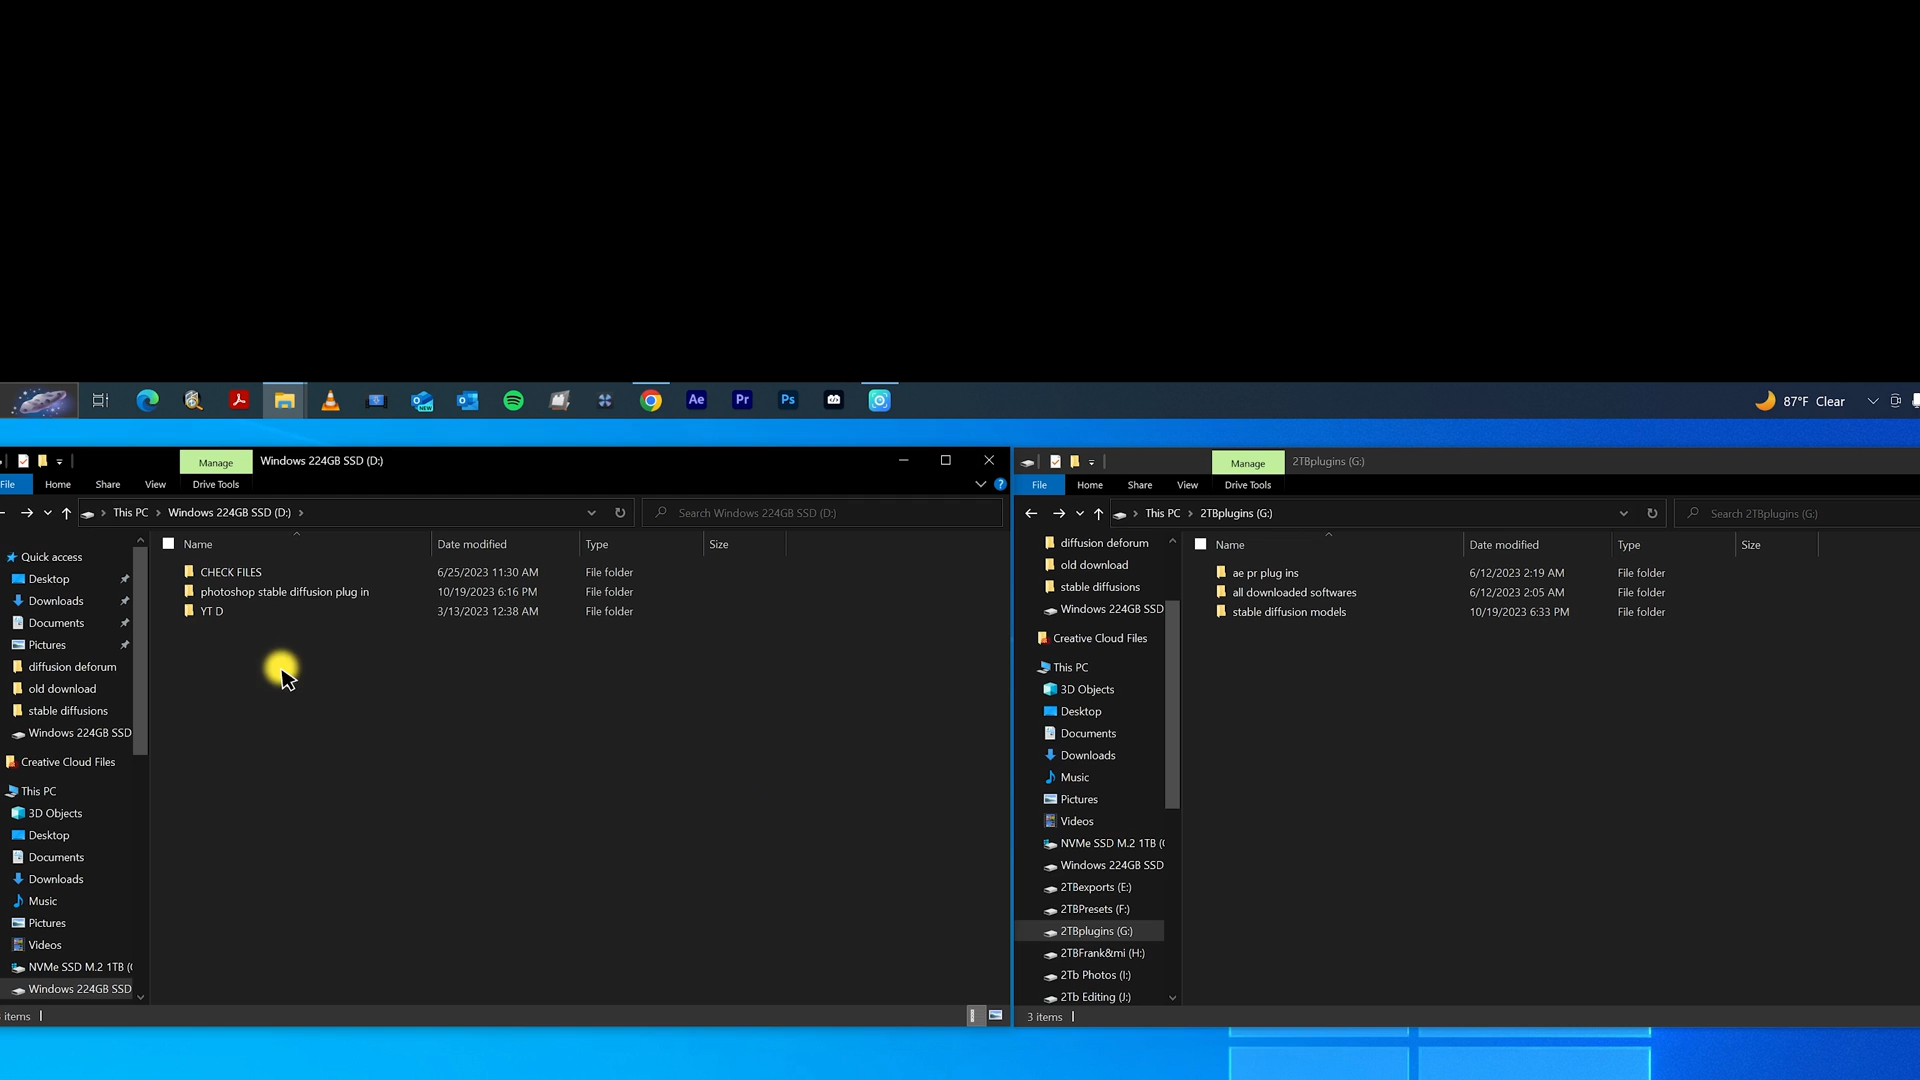 NEW
Ae
Pr
Ps
87°F Clear
Manage
Windows 224GB SSD (D:)
File
Home
Share
View
Drive Tools
This PC > Windows 224GB SSD (D:) >
Search Windows 224GB SSD (D:)
Quick access
Desktop
Downloads
Documents
Pictures
diffusion deforum
old download
stable diffusions
Windows 224GB SSD
Creative Cloud Files
This PC
3D Objects
Desktop
Documents
Downloads
Music
Pictures
Videos
NVMe SSD M.2 1TB (
Windows 224GB SSD
Name Date modified Type Size
CHECK FILES 6/25/2023 11:30 AM File folder
photoshop stable diffusion plug in 10/19/2023 6:16 PM File folder
YT D 3/13/2023 12:38 AM File folder
items
Manage
2TBplugins (G:)
File
Home
Share
View
Drive Tools
This PC > 2TBplugins (G:)
Search 2TBplugins (G:)
diffusion deforum
old download
stable diffusions
Windows 224GB SSD
Creative Cloud Files
This PC
3D Objects
Desktop
Documents
Downloads
Music
Pictures
Videos
NVMe SSD M.2 1TB (
Windows 224GB SSD
2TBexports (E:)
2TBPresets (F:)
2TBplugins (G:)
2TBFrank&mi (H:)
2Tb Photos (I:)
2Tb Editing (J:)
Name Date modified Type Size
ae pr plug ins 6/12/2023 2:19 AM File folder
all downloaded softwares 6/12/2023 2:05 AM File folder
stable diffusion models 10/19/2023 6:33 PM File folder
3 items